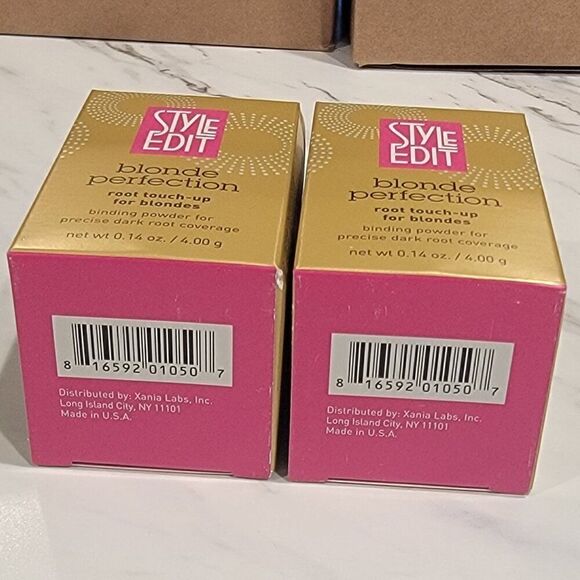 STYLE
EDIT
blonde
perfection
root touch-up
for blondes
binding powder for
precise dark root coverage
net wt 0.14 oz. / 4.00 g
8 16592 01050 7
Distributed by: Xania Labs, Inc.
Long Island City, NY 11101
Made in U.S.A.
STYLE
EDIT
blonde
perfection
root touch-up
for blondes
binding powder for
precise dark root coverage
net wt 0.14 oz. / 4.00 g
8 16592 01050 7
Distributed by: Xania Labs, Inc.
Long Island City, NY 11101
Made in U.S.A.